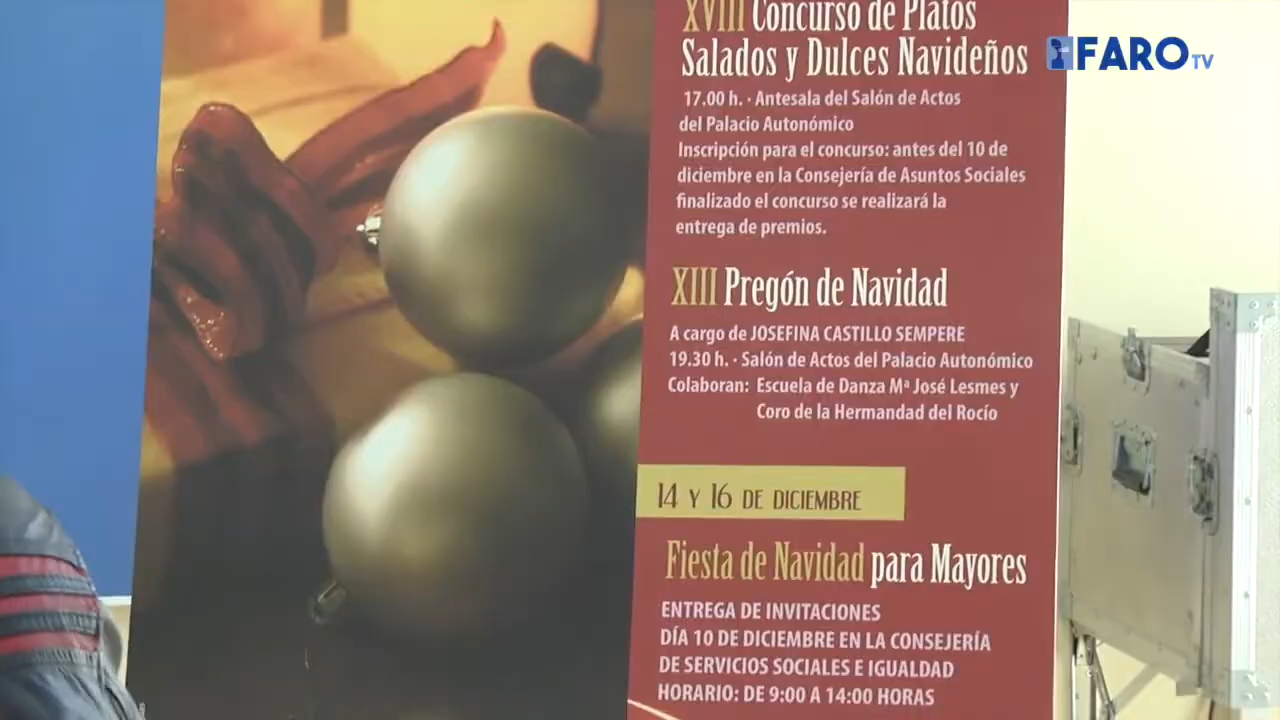 XVIII Concurso de Platos
Salados y Dulces Navideños
17.00 h. · Antesala del Salón de Actos
del Palacio Autonómico
Inscripción para el concurso: antes del 10 de
diciembre en la Consejería de Asuntos Sociales
finalizado el concurso se realizará la
entrega de premios.
XIII Pregón de Navidad
A cargo de JOSEFINA CASTILLO SEMPERE
19.30 h. · Salón de Actos del Palacio Autonómico
Colaboran: Escuela de Danza Mª José Lesmes y
Coro de la Hermandad del Rocío
14 Y 16 DE DICIEMBRE
Fiesta de Navidad para Mayores
ENTREGA DE INVITACIONES
DÍA 10 DE DICIEMBRE EN LA CONSEJERÍA
DE SERVICIOS SOCIALES E IGUALDAD
HORARIO: DE 9:00 A 14:00 HORAS
FARO TV